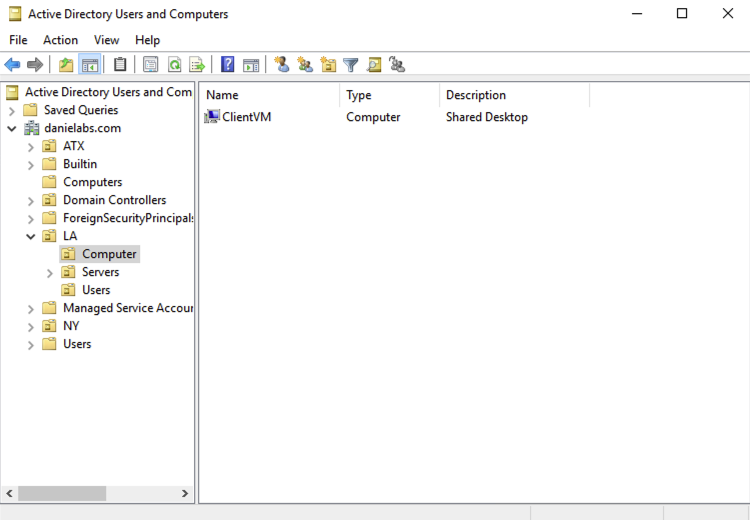 Active Directory Users and Computers
File Action View Help
Active Directory Users and Com
Saved Queries
danielabs.com
ATX
Builtin
Computers
Domain Controllers
ForeignSecurityPrincipals
LA
Computer
Servers
Users
Managed Service Accour
NY
Users
Name Type Description
ClientVM Computer Shared Desktop